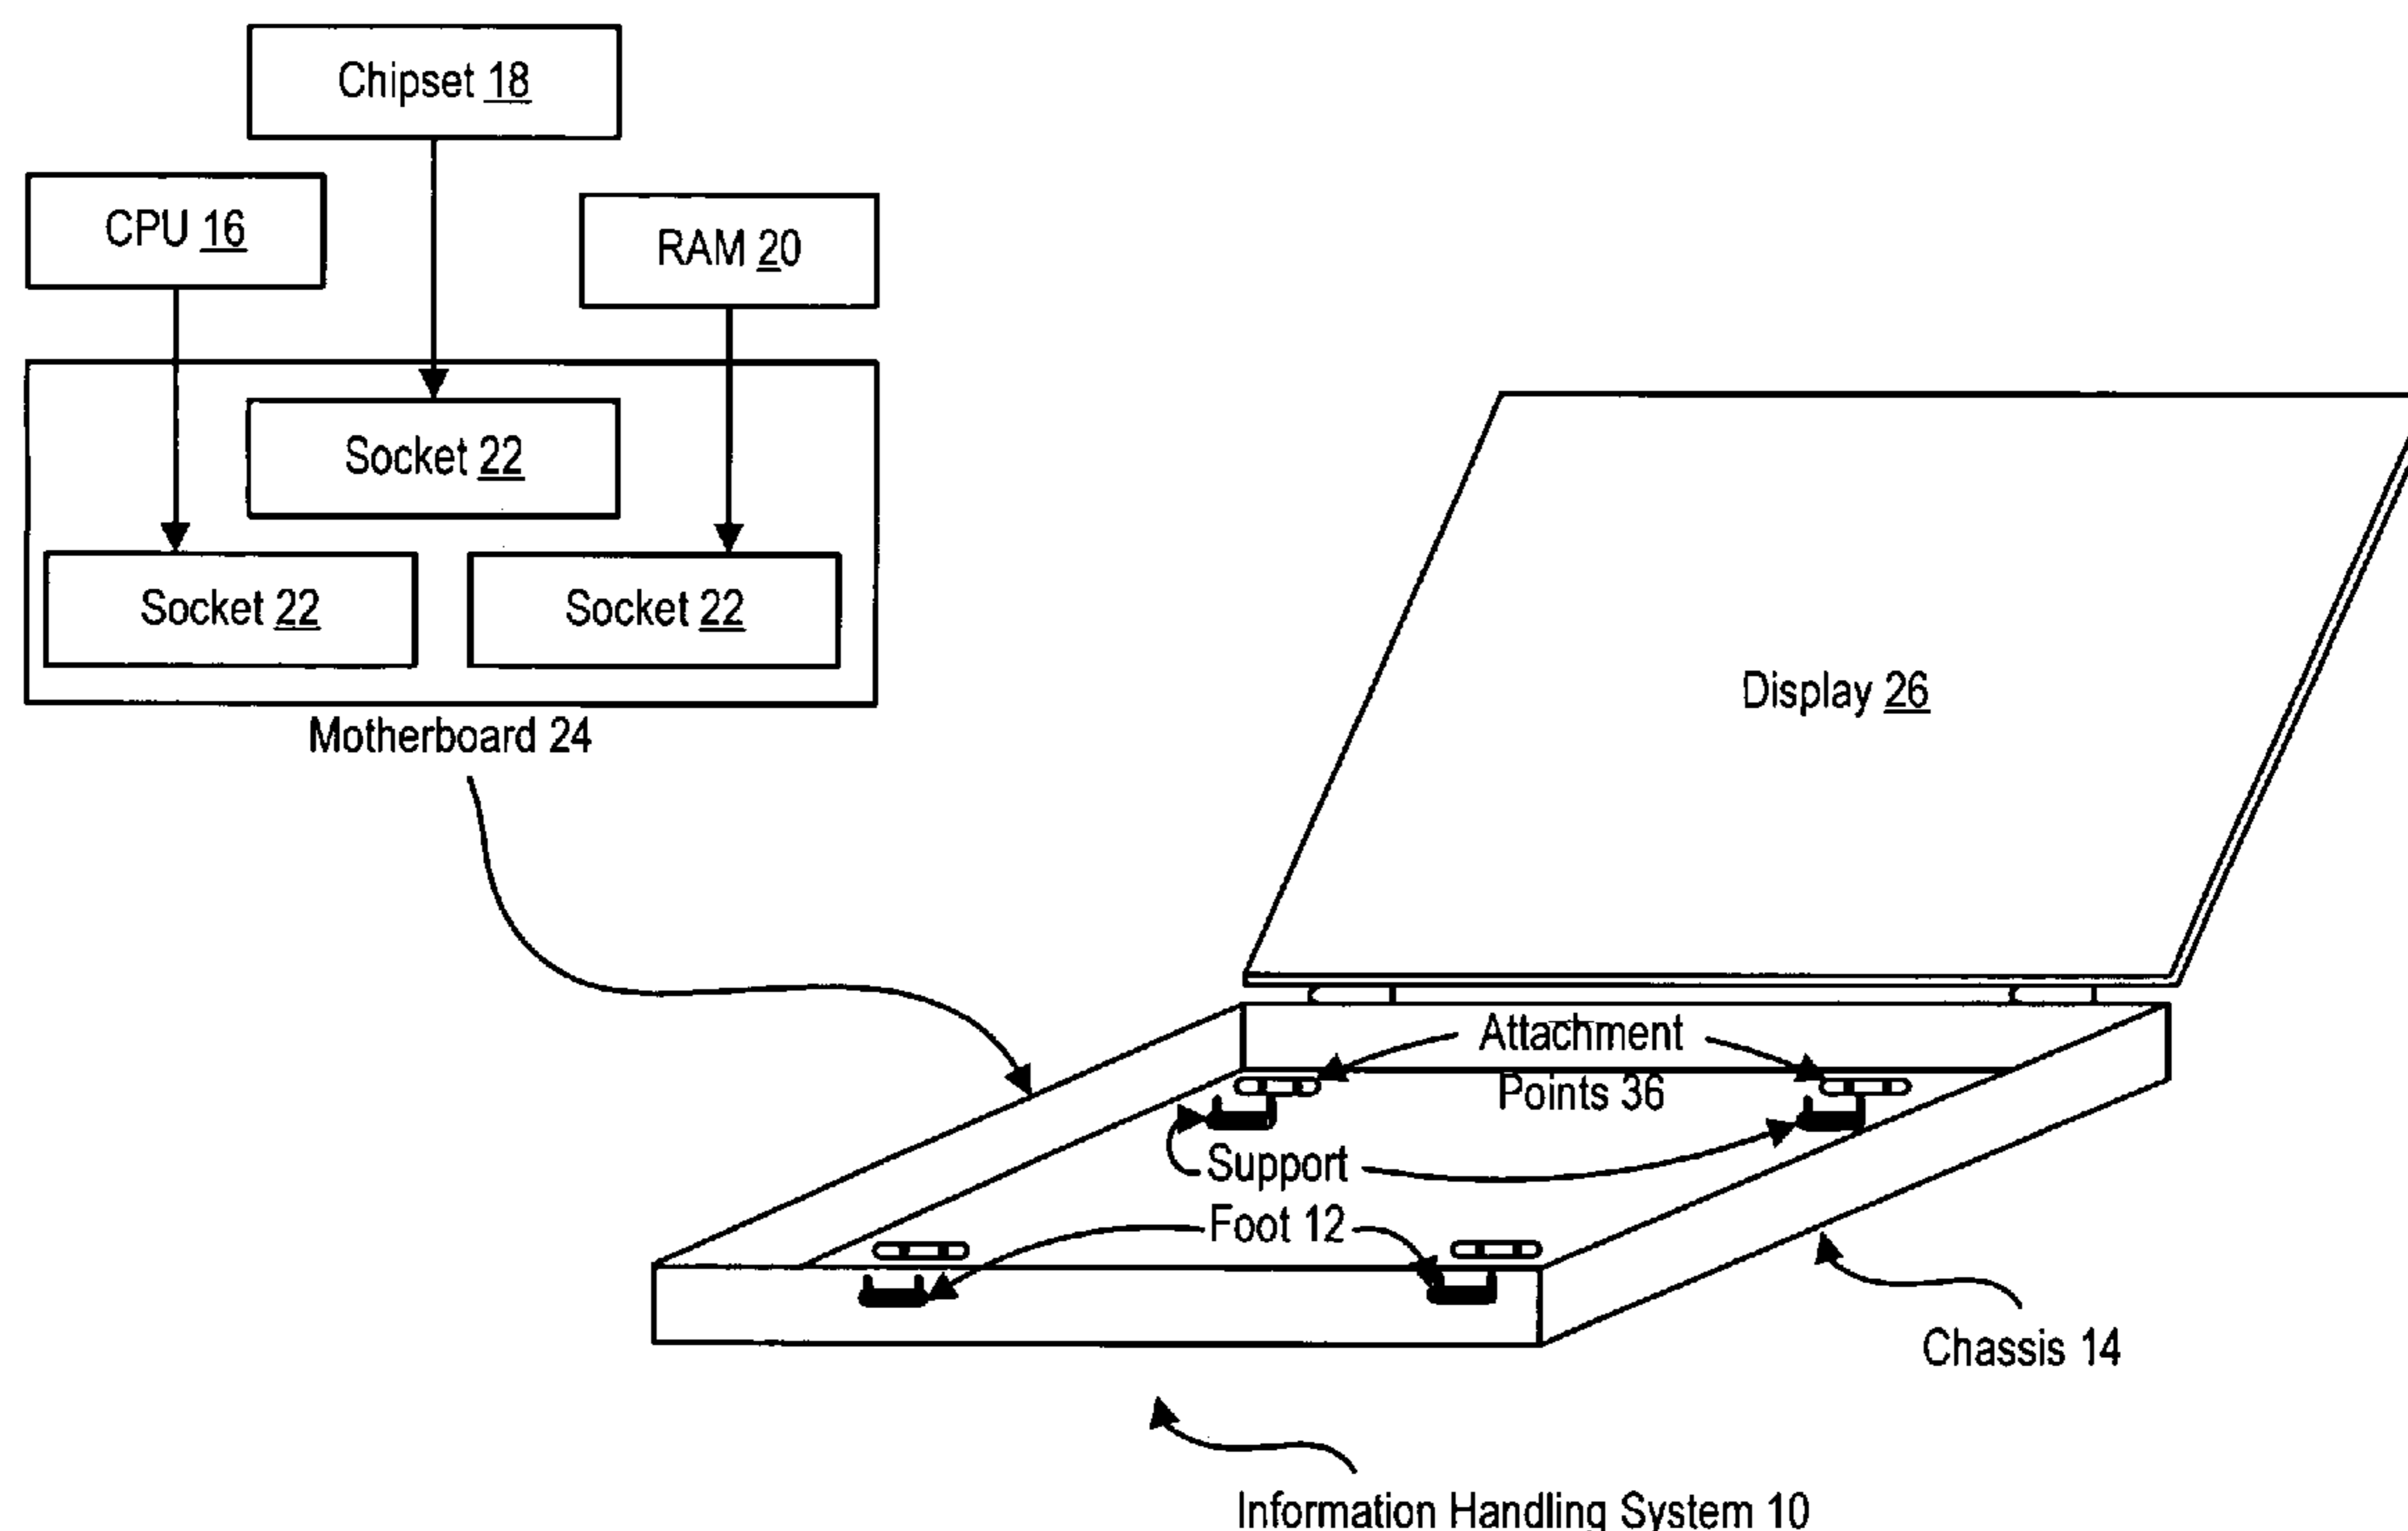 Chipset 18
CPU 16
RAM 20
Socket 22
Socket 22
Socket 22
Motherboard 24
Display 26
Attachment
Points 36
Support
Foot 12
Chassis 14
Information Handling System 10